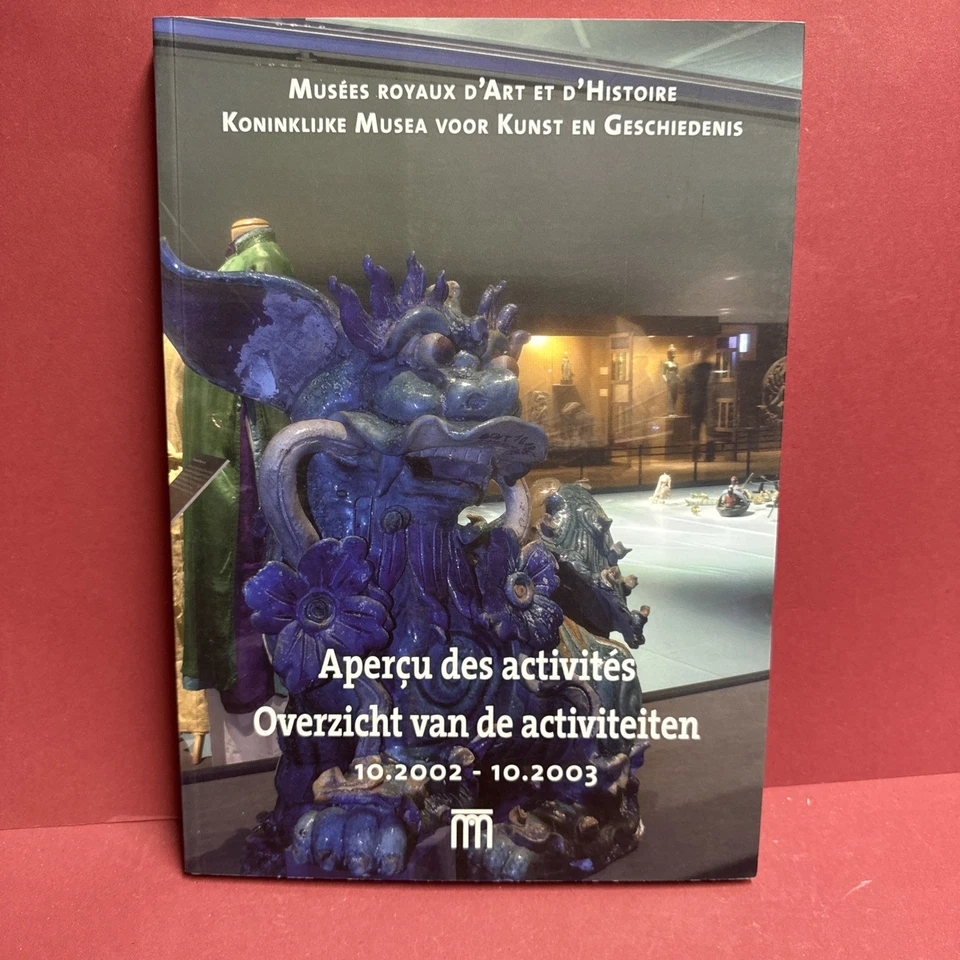 Musées royaux d'Art et d'Histoire
Koninklijke Musea voor Kunst en Geschiedenis
Aperçu des activités
Overzicht van de activiteiten
10.2002 - 10.2003